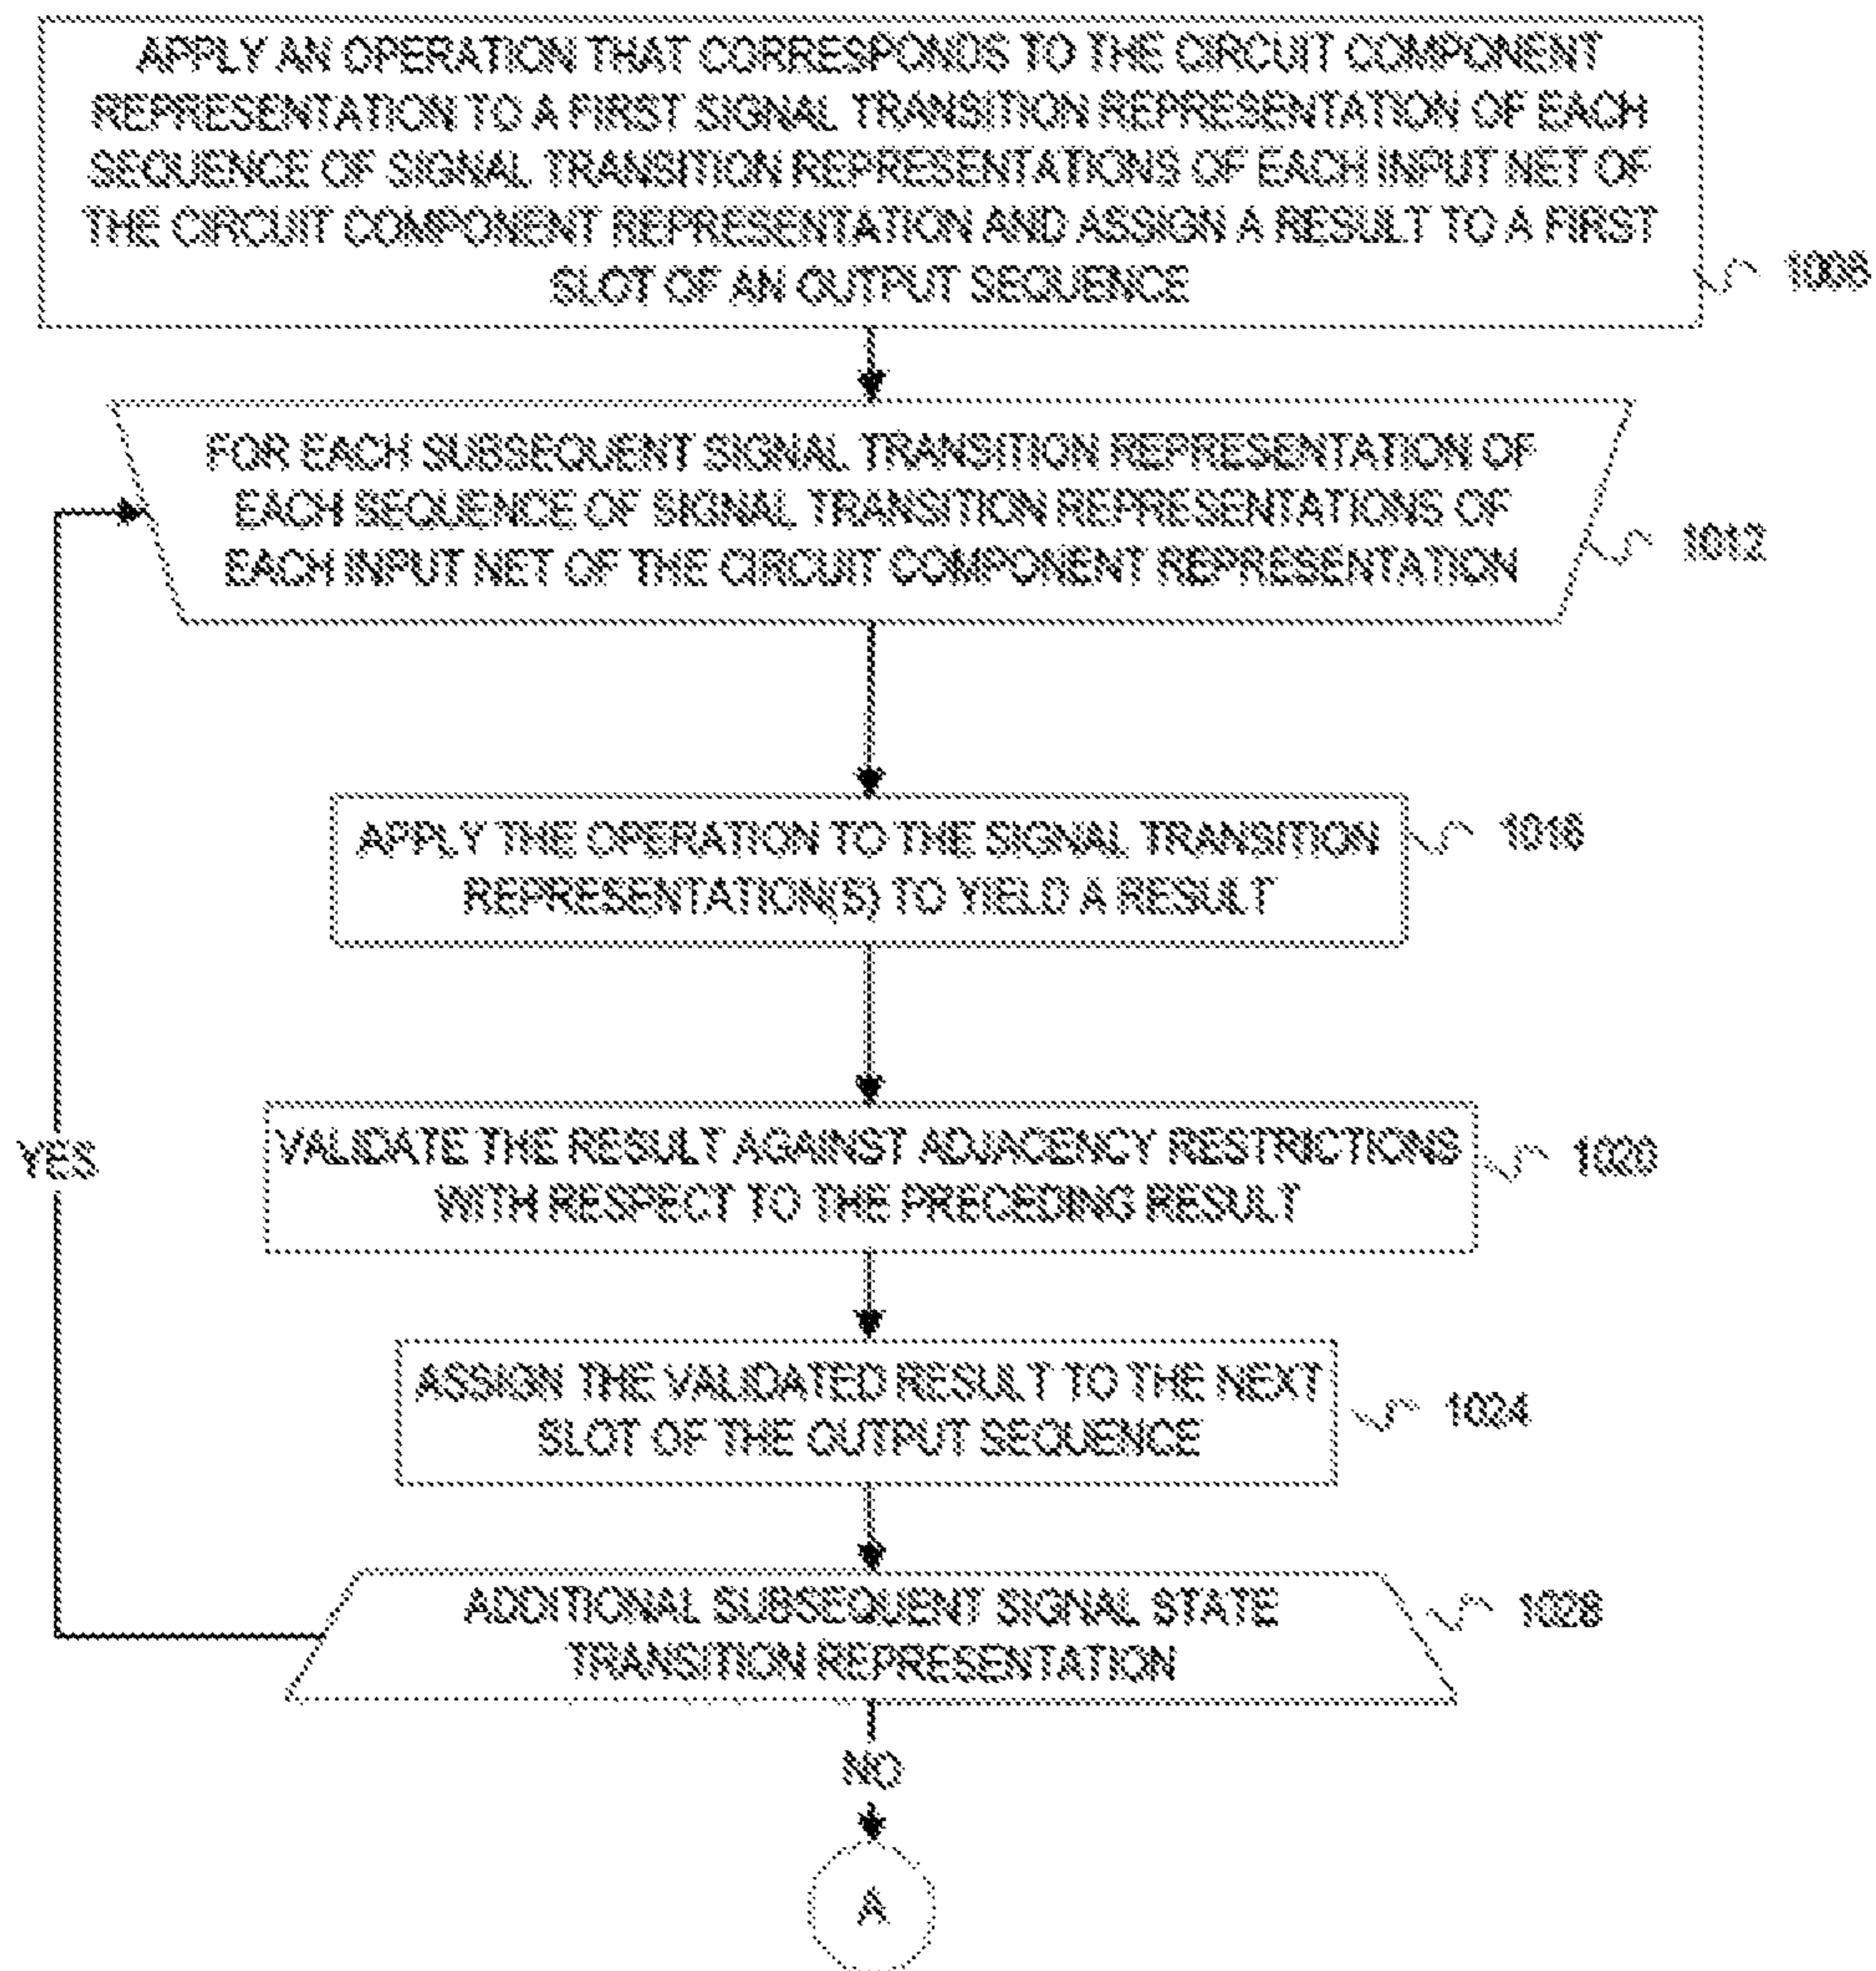 APPLY AN OPERATION THAT CORRESPONDS TO THE CIRCUIT COMPONENT
REPRESENTATION TO A FIRST SIGNAL TRANSITION REPRESENTATION OF EACH
SEQUENCE OF SIGNAL TRANSITION REPRESENTATIONS OF EACH INPUT NET OF
THE CIRCUIT COMPONENT REPRESENTATION AND ASSIGN A RESULT TO A FIRST
SLOT OF AN OUTPUT SEQUENCE
FOR EACH SUBSEQUENT SIGNAL TRANSITION REPRESENTATION OF
EACH SEQUENCE OF SIGNAL TRANSITION REPRESENTATIONS OF
EACH INPUT NET OF THE CIRCUIT COMPONENT REPRESENTATION
1012
APPLY THE OPERATION TO THE SIGNAL TRANSITION
REPRESENTATION(S) TO YIELD A RESULT
1016
VALIDATE THE RESULT AGAINST ADJACENCY RESTRICTIONS
WITH RESPECT TO THE PRECEDING RESULT
1020
YES
ASSIGN THE VALIDATED RESULT TO THE NEXT
SLOT OF THE OUTPUT SEQUENCE
1024
ADDITIONAL SUBSEQUENT SIGNAL STATE
TRANSITION REPRESENTATION
1028
NO
A